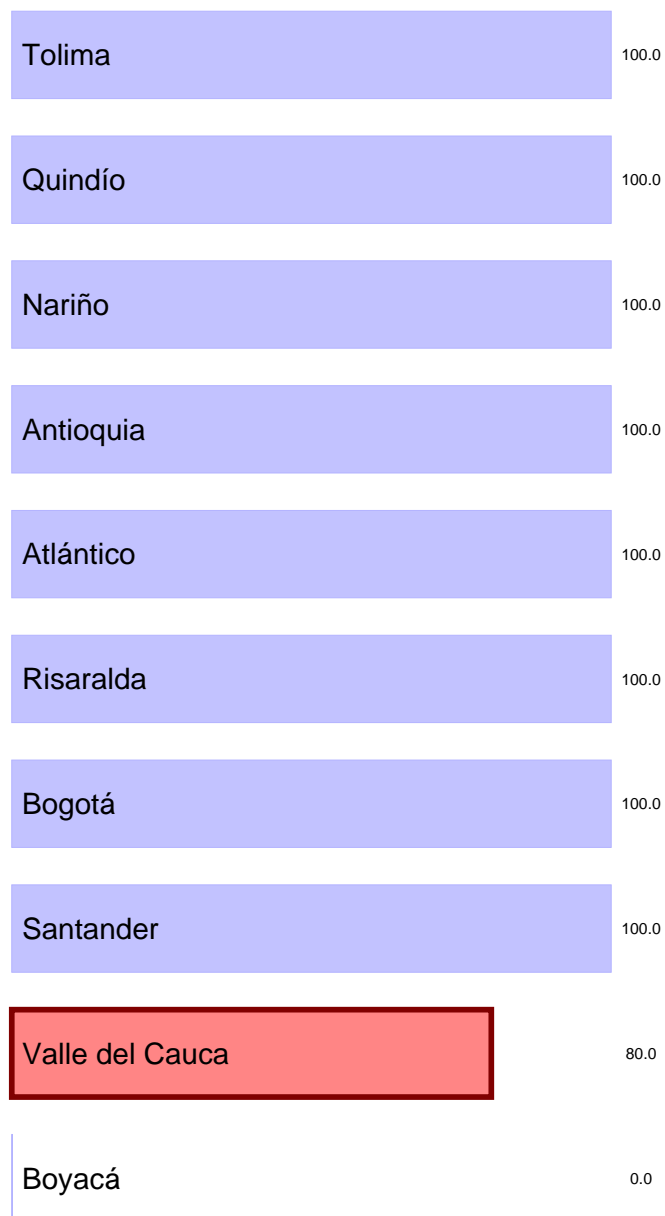 Tolima 100.0
Quindío 100.0
Nariño 100.0
Antioquia 100.0
Atlántico 100.0
Risaralda 100.0
Bogotá 100.0
Santander 100.0
Valle del Cauca 80.0
Boyacá 0.0